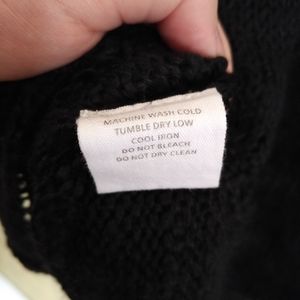 MACHINE WASH COLD
TUMBLE DRY LOW
COOL IRON
DO NOT BLEACH
DO NOT DRY CLEAN